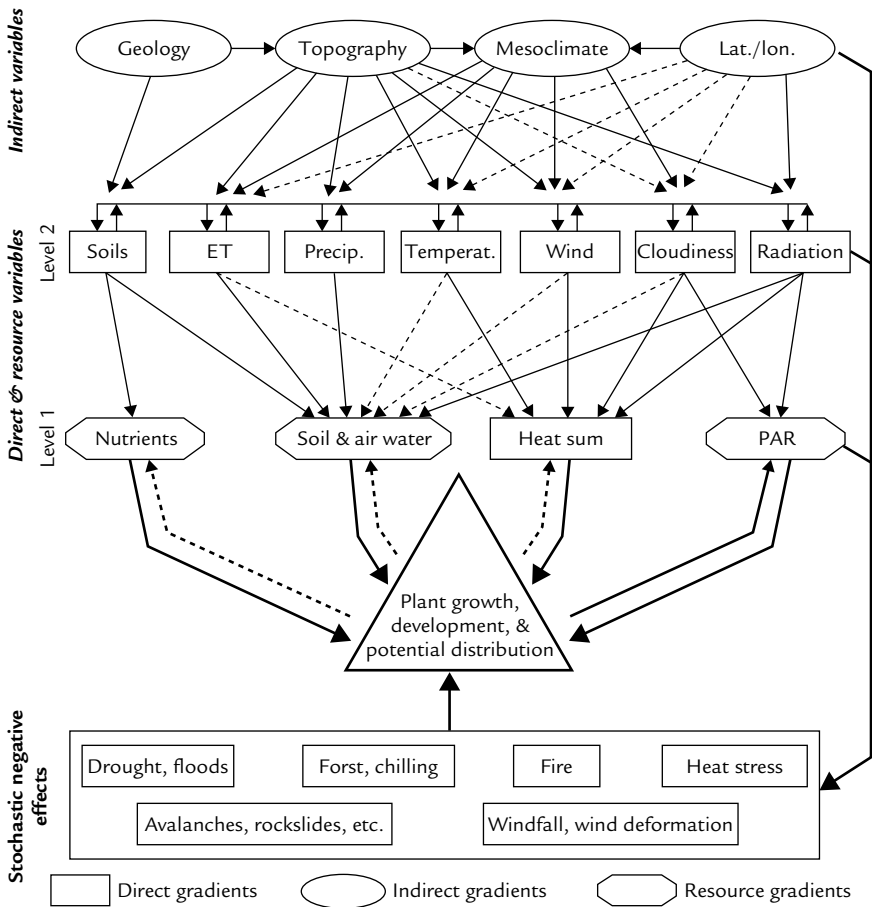 Indirect variables
Geology
Topography
Mesoclimate
Lat./lon.
Direct & resource variables
Level 2
Soils
ET
Precip.
Temperat.
Wind
Cloudiness
Radiation
Level 1
Nutrients
Soil & air water
Heat sum
PAR
Plant growth,
development, &
potential distribution
Stochastic negative
effects
Drought, floods
Forst, chilling
Fire
Heat stress
Avalanches, rockslides, etc.
Windfall, wind deformation
Direct gradients
Indirect gradients
Resource gradients